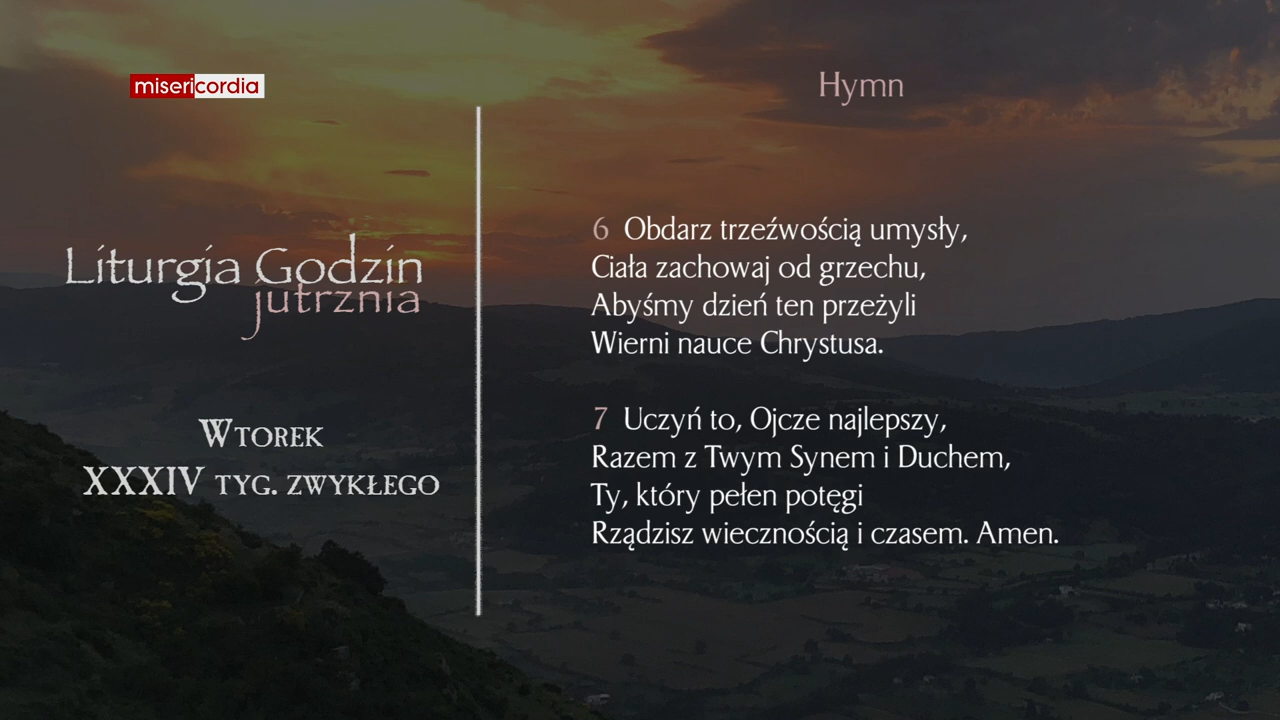 misericordia
Liturgia Godzin
jutrznia
Wtorek
XXXIV tyg. zwykłego
Hymn
6 Obdarz trzeźwością umysły,
Ciała zachowaj od grzechu,
Abyśmy dzień ten przeżyli
Wierni nauce Chrystusa.
7 Uczyń to, Ojcze najlepszy,
Razem z Twym Synem i Duchem,
Ty, który pełen potęgi
Rządzisz wiecznością i czasem. Amen.